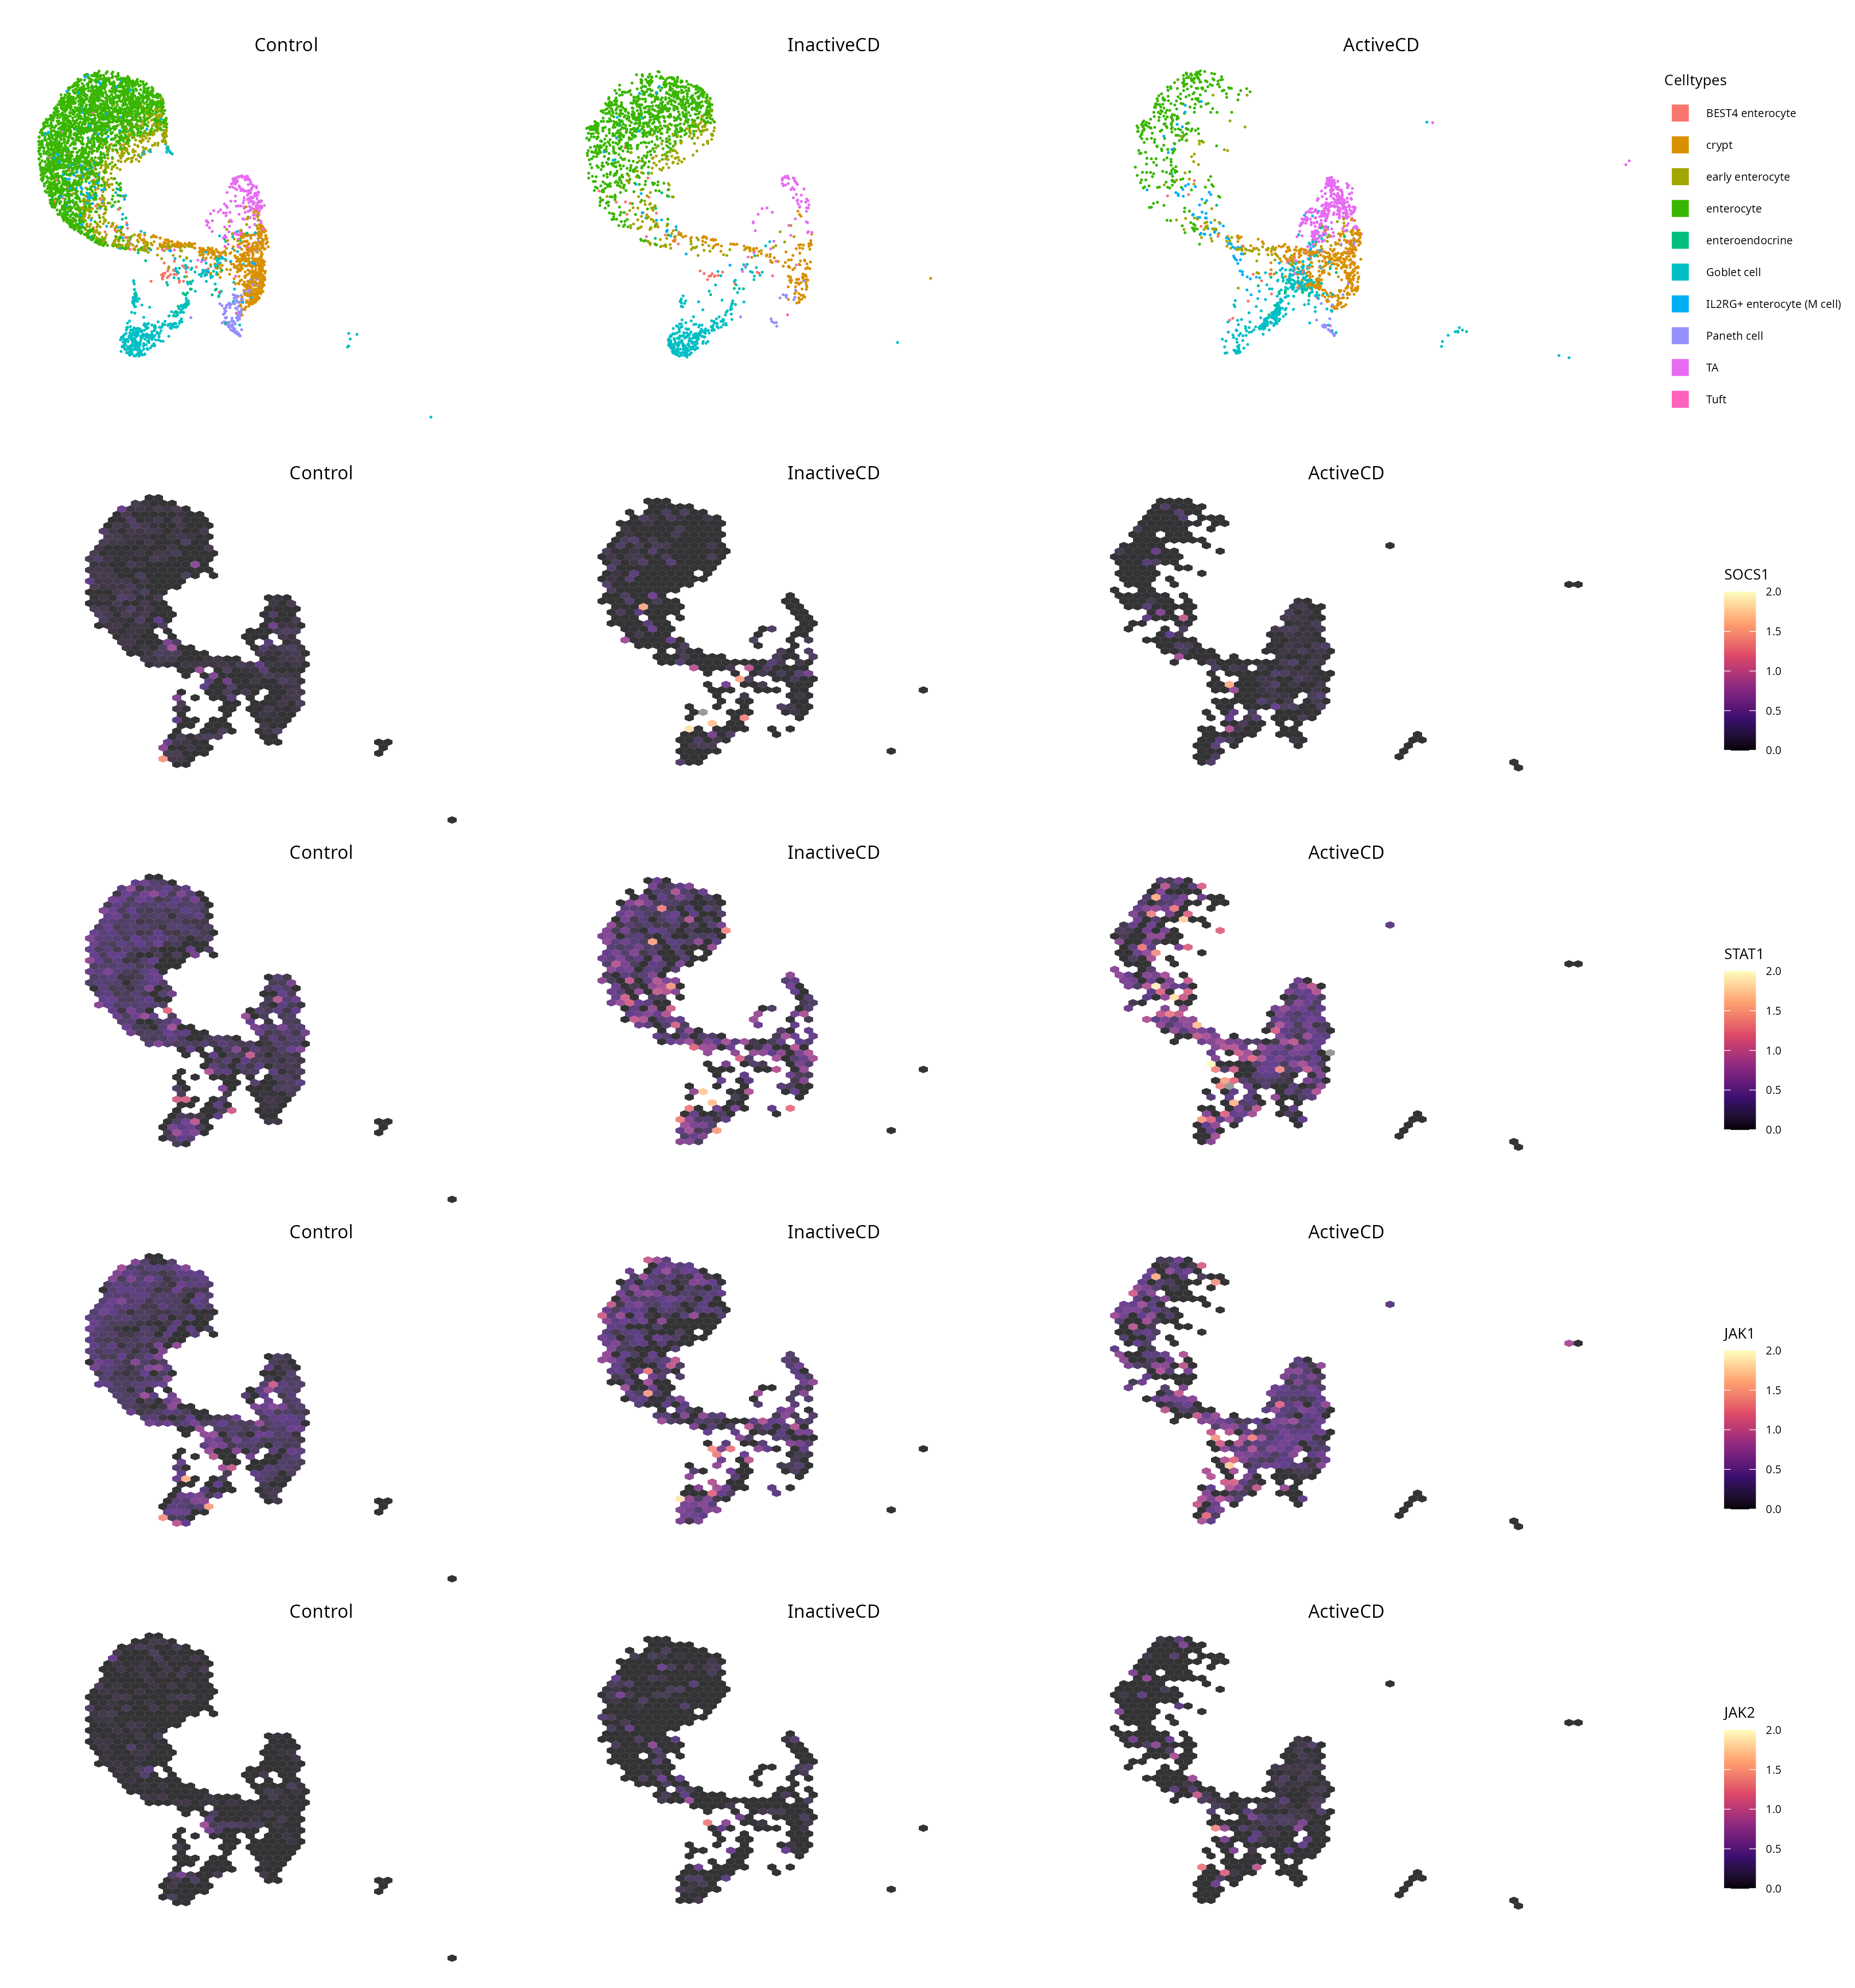 Control InactiveCD ActiveCD
Celltypes
BEST4 enterocyte
crypt
early enterocyte
enterocyte
enteroendocrine
Goblet cell
IL2RG+ enterocyte (M cell)
Paneth cell
TA
Tuft
Control InactiveCD ActiveCD
SOCS1
2.0
1.5
1.0
0.5
0.0
Control InactiveCD ActiveCD
STAT1
2.0
1.5
1.0
0.5
0.0
Control InactiveCD ActiveCD
JAK1
2.0
1.5
1.0
0.5
0.0
Control InactiveCD ActiveCD
JAK2
2.0
1.5
1.0
0.5
0.0